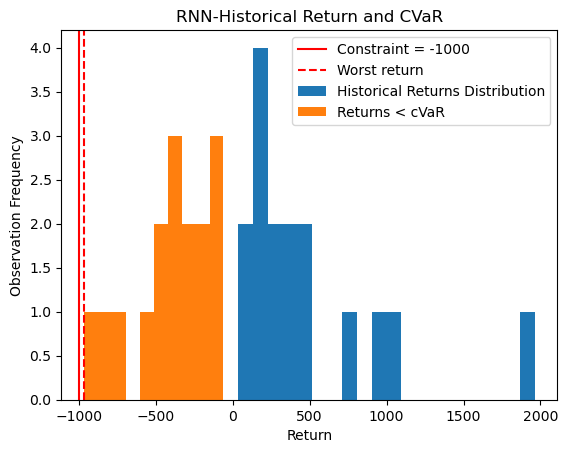 RNN-Historical Return and CVaR
Constraint = -1000
Worst return
Historical Returns Distribution
Returns < cVaR
Observation Frequency
4.0
3.5
3.0
2.5
2.0
1.5
1.0
0.5
0.0
−1000
−500
0
500
1000
1500
2000
Return